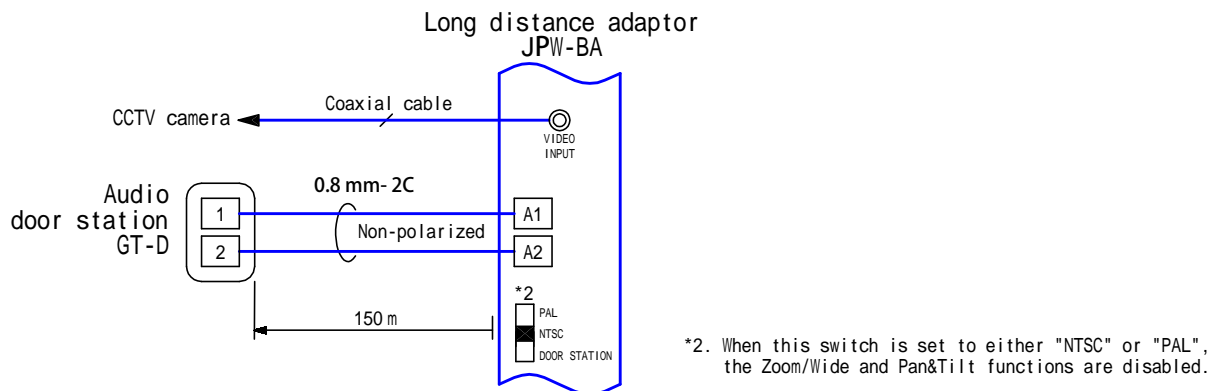 Long distance adaptor
JPW-BA
Coaxial cable
CCTV camera
VIDEO
INPUT
0.8 mm- 2C
Audio
door station
GT-D
1
A1
Non-polarized
2
A2
*2
PAL
150 m
NTSC
DOOR STATION
*2. When this switch is set to either "NTSC" or "PAL",
the Zoom/Wide and Pan&Tilt functions are disabled.